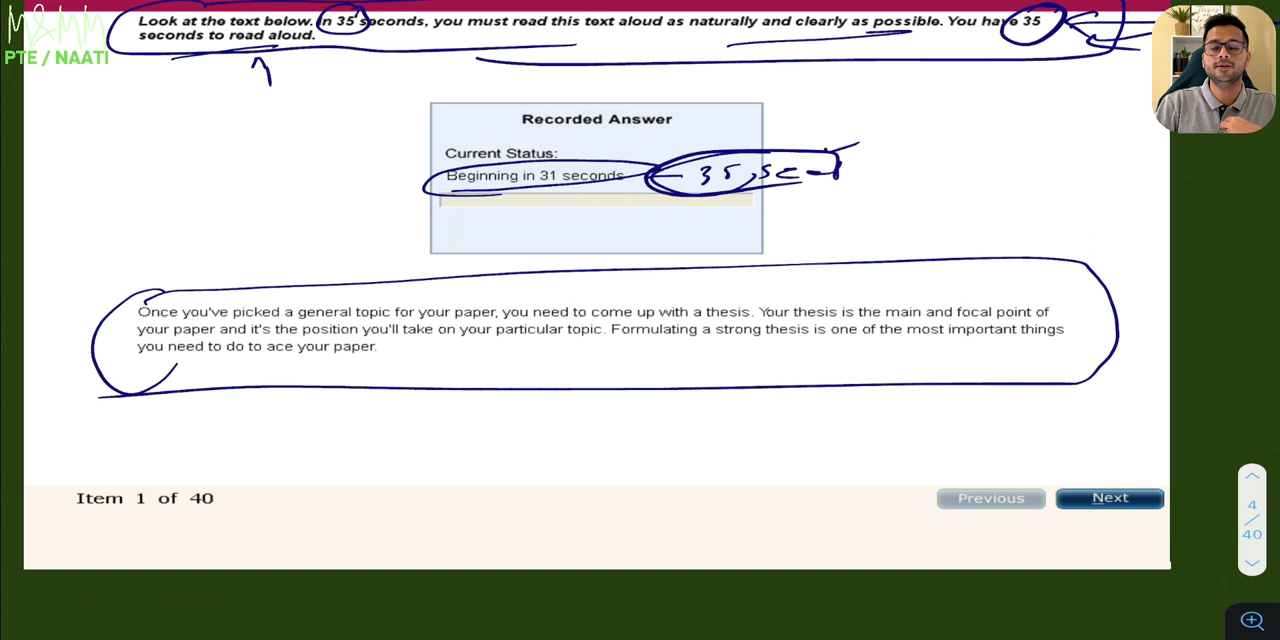 Look at the text below. In 35 seconds, you must read this text aloud as naturally and clearly as possible. You have 35
seconds to read aloud.
PTE / NAATI
Recorded Answer
Current Status:
Beginning in 31 seconds
35 sec
Once you've picked a general topic for your paper, you need to come up with a thesis. Your thesis is the main and focal point of
your paper and it's the position you'll take on your particular topic. Formulating a strong thesis is one of the most important things
you need to do to ace your paper.
Item 1 of 40
Previous
Next
4
/
40